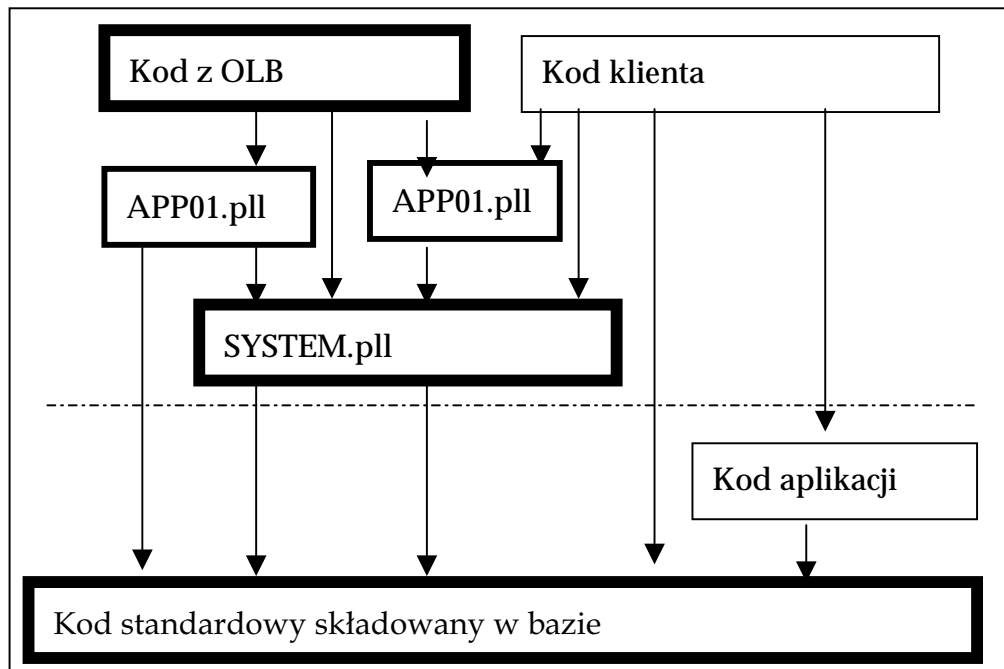 Kod z OLB
Kod klienta
APP01.pll
APP01.pll
SYSTEM.pll
Kod aplikacji
Kod standardowy składowany w bazie